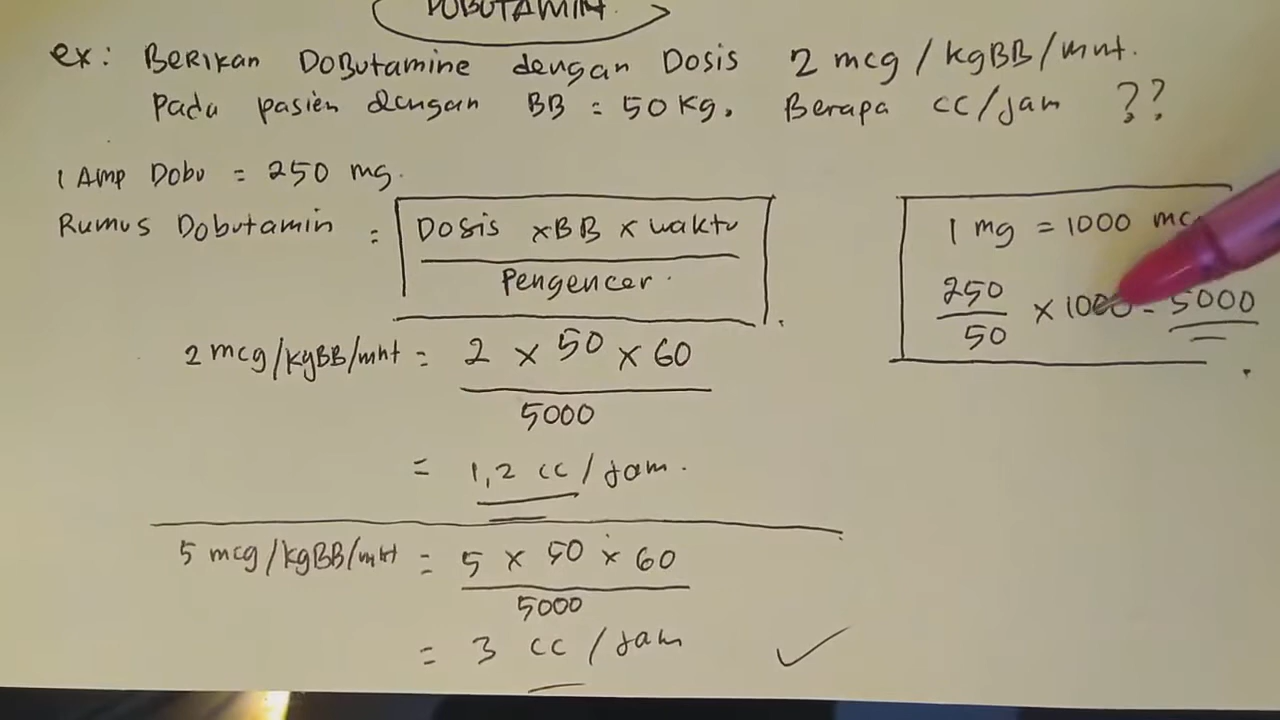 DOBUTAMIN
ex: BERIKAN DOBUTAMINE dengan DOSIS 2 mcg/kgBB/mnt.
Pada pasien dengan BB = 50 Kg. Berapa cc/jam ??
1 AMP DOBU = 250 mg.
RUMUS DOBUTAMIN = DOSIS x BB x waktu
Pengencer.
1 mg = 1000
250
50
x 1000 = 5000
2 mcg/kgBB/mnt = 2 x 50 x 60
5000
= 1,2 cc/jam.
5 mcg/kgBB/mnt = 5 x 50 x 60
5000
= 3 cc/jam ✓